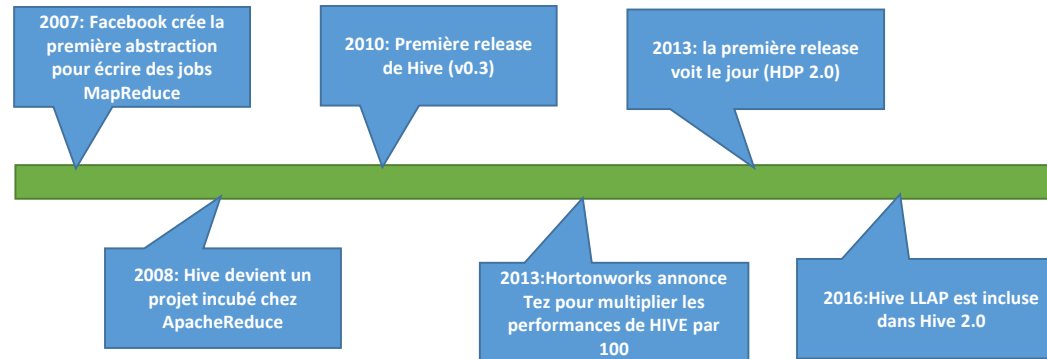 2007: Facebook crée la
première abstraction
pour écrire des jobs
MapReduce
2010: Première release
de Hive (v0.3)
2013: la première release
voit le jour (HDP 2.0)
2008: Hive devient un
projet incubé chez
ApacheReduce
2013:Hortonworks annonce
Tez pour multiplier les
performances de HIVE par
100
2016:Hive LLAP est incluse
dans Hive 2.0